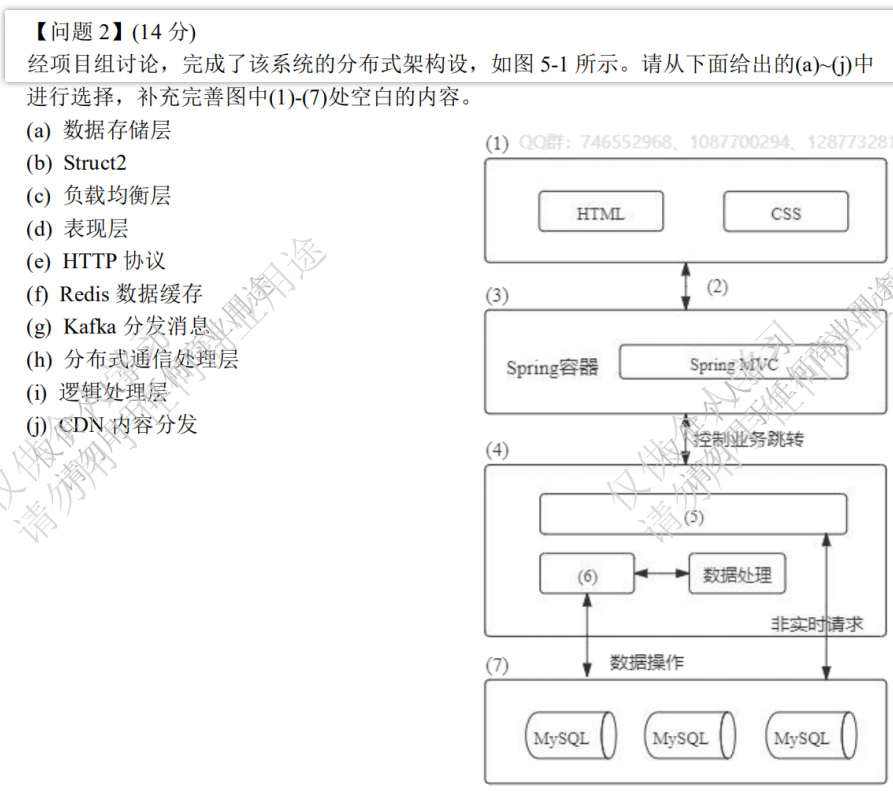 【问题 2】(14 分)
经项目组讨论，完成了该系统的分布式架构设，如图 5-1 所示。请从下面给出的(a)~(j)中
进行选择，补充完善图中(1)-(7)处空白的内容。
(a) 数据存储层
(b) Struct2
(c) 负载均衡层
(d) 表现层
(e) HTTP 协议
(f) Redis 数据缓存
(g) Kafka 分发消息
(h) 分布式通信处理层
(i) 逻辑处理层
(j) CDN 内容分发
(1) QQ群：746552968、1087700294、128773281
HTML
CSS
(2)
(3)
Spring容器
Spring MVC
控制业务跳转
(4)
(5)
(6)
数据处理
非实时请求
数据操作
(7)
MySQL
MySQL
MySQL
仅供个人学习
请勿用于任何商业用途
仅供个人学习
请勿用于任何商业用途